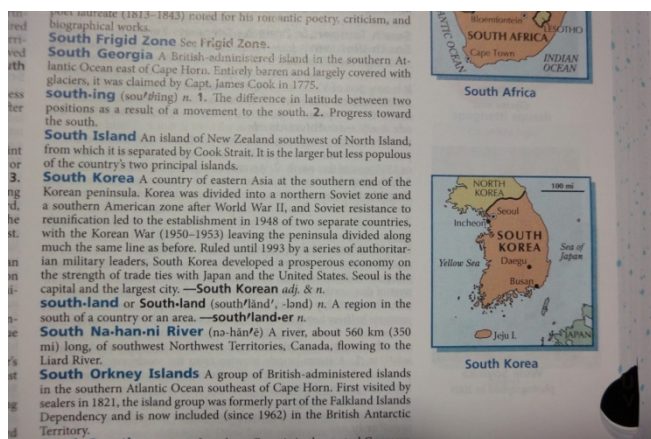 poet laureate (1813–1843) noted for his romantic poetry, criticism, and
biographical works.
South Frigid Zone See Frigid Zone.
South Georgia A British-administered island in the southern At-
lantic Ocean east of Cape Horn. Entirely barren and largely covered with
glaciers, it was claimed by Capt. James Cook in 1775.
south·ing (sou′thing) n. 1. The difference in latitude between two
positions as a result of a movement to the south. 2. Progress toward
the south.
South Island An island of New Zealand southwest of North Island,
from which it is separated by Cook Strait. It is the larger but less populous
of the country's two principal islands.
South Korea A country of eastern Asia at the southern end of the
Korean peninsula. Korea was divided into a northern Soviet zone and
a southern American zone after World War II, and Soviet resistance to
reunification led to the establishment in 1948 of two separate countries,
with the Korean War (1950–1953) leaving the peninsula divided along
much the same line as before. Ruled until 1993 by a series of authoritar-
ian military leaders, South Korea developed a prosperous economy on
the strength of trade ties with Japan and the United States. Seoul is the
capital and the largest city. —South Korean adj. & n.
south·land or South·land (south′lănd′, -lənd) n. A region in the
south of a country or an area. —south′land·er n.
South Na·han·ni River (nə-hăn′ē) A river, about 560 km (350
mi) long, of southwest Northwest Territories, Canada, flowing to the
Liard River.
South Orkney Islands A group of British-administered islands
in the southern Atlantic Ocean southeast of Cape Horn. First visited by
sealers in 1821, the island group was formerly part of the Falkland Islands
Dependency and is now included (since 1962) in the British Antarctic
Territory.
Bloemfontein
LESOTHO
SOUTH AFRICA
ANTIC OCEAN
Cape Town
INDIAN
OCEAN
South Africa
NORTH
KOREA
100 mi
Seoul
Incheon
SOUTH
KOREA
Sea of
Japan
Yellow Sea
Daegu
Busan
Jeju I.
JAPAN
South Korea